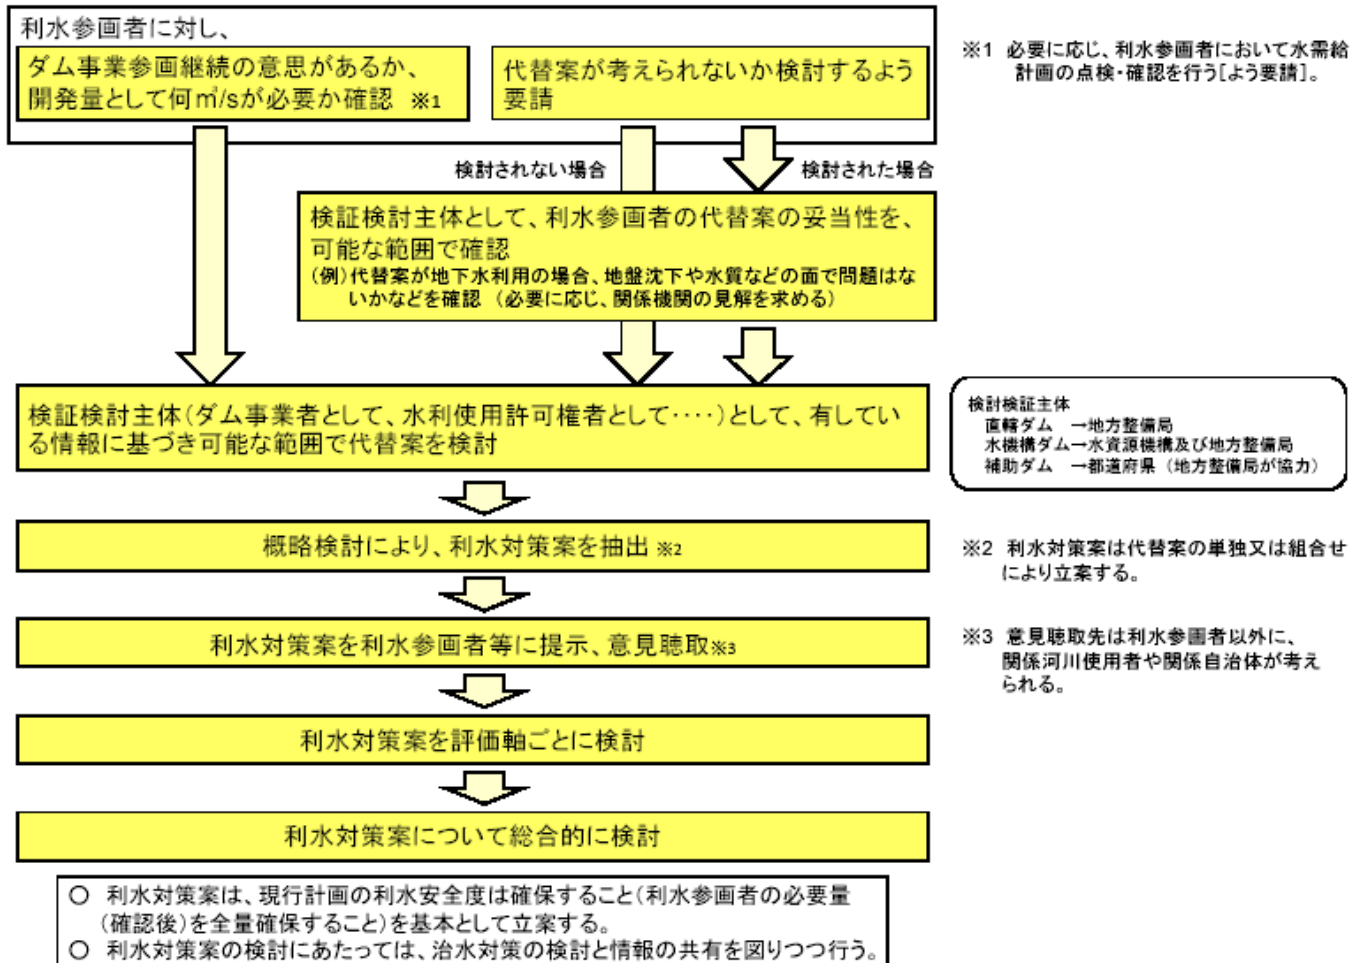 利水参画者に対し、
ダム事業参画継続の意思があるか、
開発量として何㎥/sが必要か確認 ※1
代替案が考えられないか検討するよう
要請
※1 必要に応じ、利水参画者において水需給
計画の点検・確認を行う[よう要請]。
検討されない場合
検討された場合
検証検討主体として、利水参画者の代替案の妥当性を、
可能な範囲で確認
(例)代替案が地下水利用の場合、地盤沈下や水質などの面で問題はな
いかなどを確認 (必要に応じ、関係機関の見解を求める)
検証検討主体(ダム事業者として、水利使用許可権者として‥‥)として、有してい
る情報に基づき可能な範囲で代替案を検討
検討検証主体
直轄ダム →地方整備局
水機構ダム→水資源機構及び地方整備局
補助ダム →都道府県 (地方整備局が協力)
概略検討により、利水対策案を抽出 ※2
※2 利水対策案は代替案の単独又は組合せ
により立案する。
利水対策案を利水参画者等に提示、意見聴取※3
※3 意見聴取先は利水参画者以外に、
関係河川使用者や関係自治体が考え
られる。
利水対策案を評価軸ごとに検討
利水対策案について総合的に検討
○ 利水対策案は、現行計画の利水安全度は確保すること(利水参画者の必要量
(確認後)を全量確保すること)を基本として立案する。
○ 利水対策案の検討にあたっては、治水対策の検討と情報の共有を図りつつ行う。